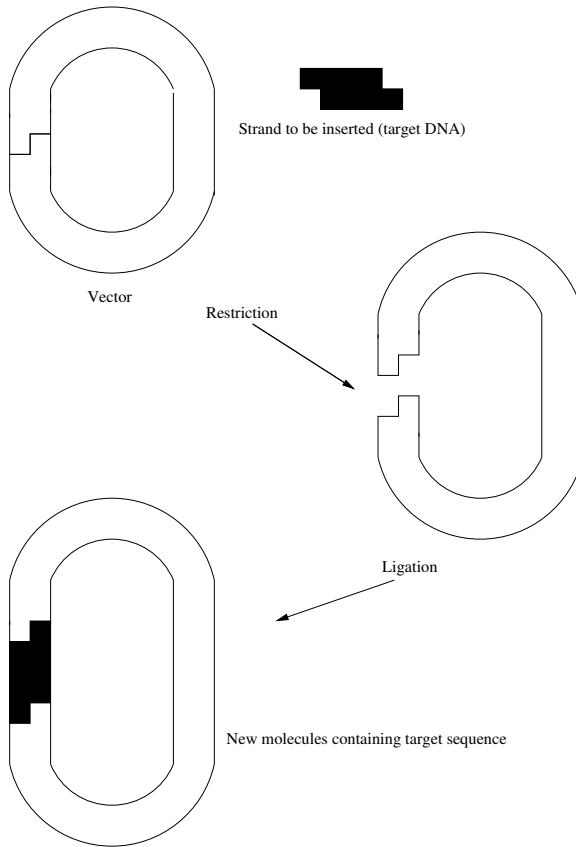 Strand to be inserted (target DNA)
Vector
Restriction
Ligation
New molecules containing target sequence